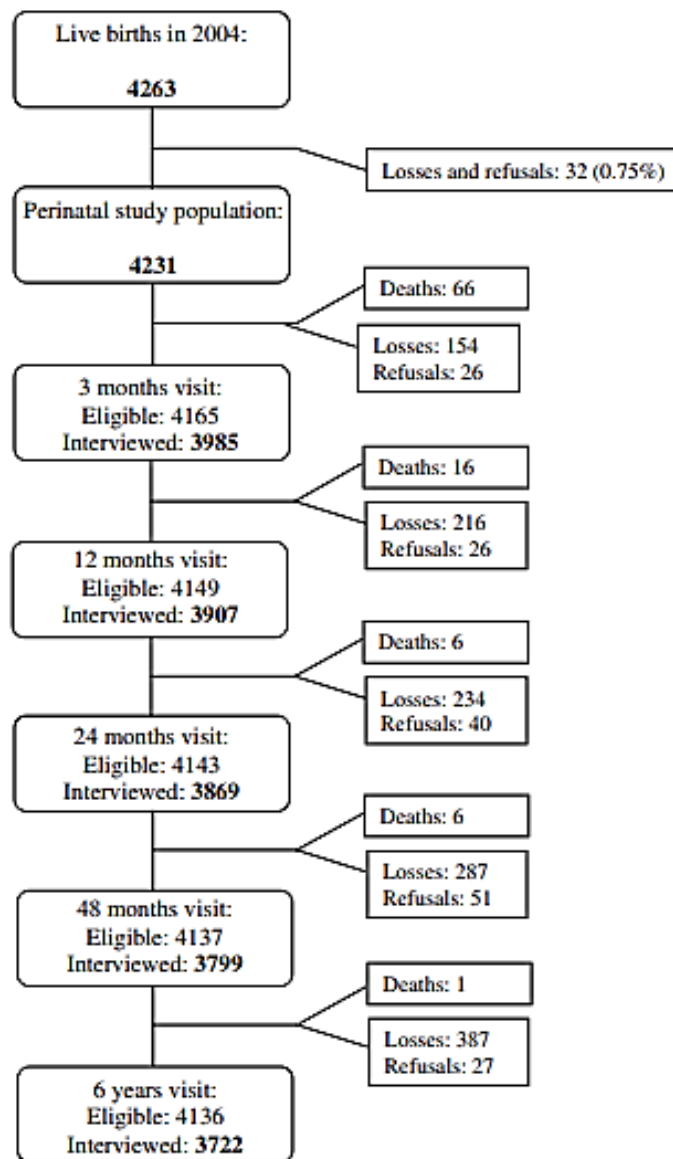 Live births in 2004:
4263
Losses and refusals: 32 (0.75%)
Perinatal study population:
4231
Deaths: 66
Losses: 154
Refusals: 26
3 months visit:
Eligible: 4165
Interviewed: 3985
Deaths: 16
Losses: 216
Refusals: 26
12 months visit:
Eligible: 4149
Interviewed: 3907
Deaths: 6
Losses: 234
Refusals: 40
24 months visit:
Eligible: 4143
Interviewed: 3869
Deaths: 6
Losses: 287
Refusals: 51
48 months visit:
Eligible: 4137
Interviewed: 3799
Deaths: 1
Losses: 387
Refusals: 27
6 years visit:
Eligible: 4136
Interviewed: 3722